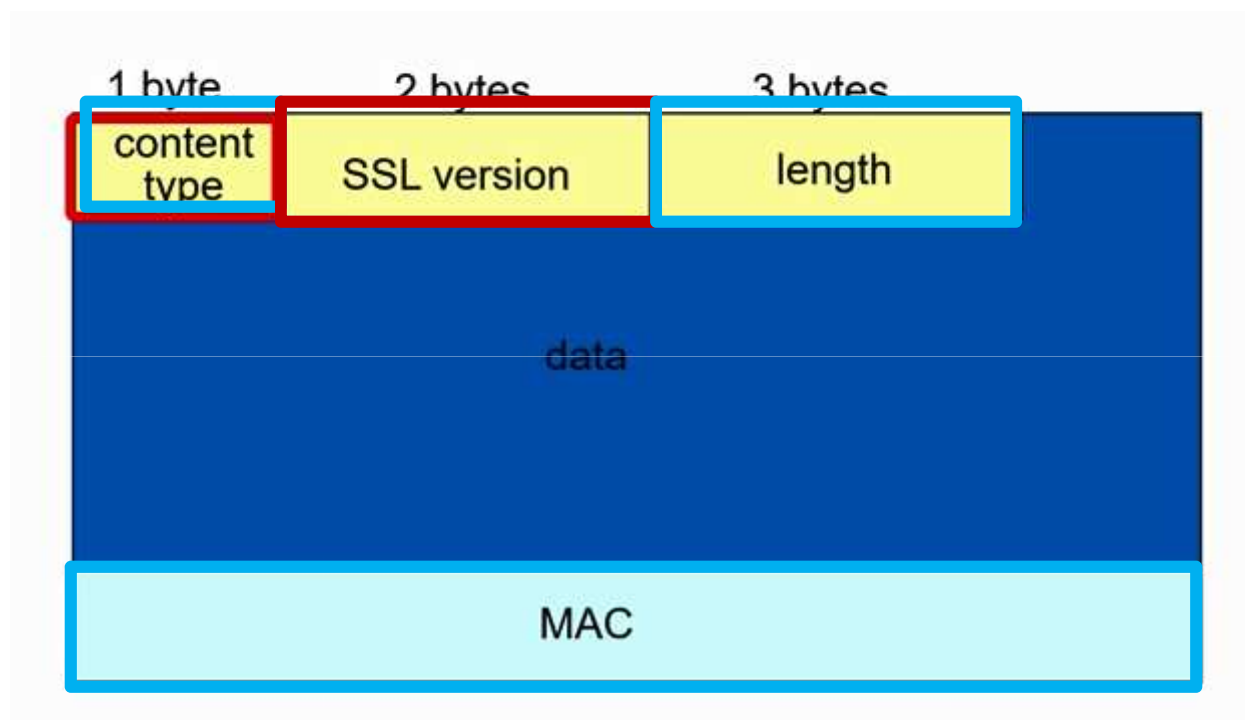 1 byte 2 bytes 3 bytes
content
type
SSL version
length
data
MAC